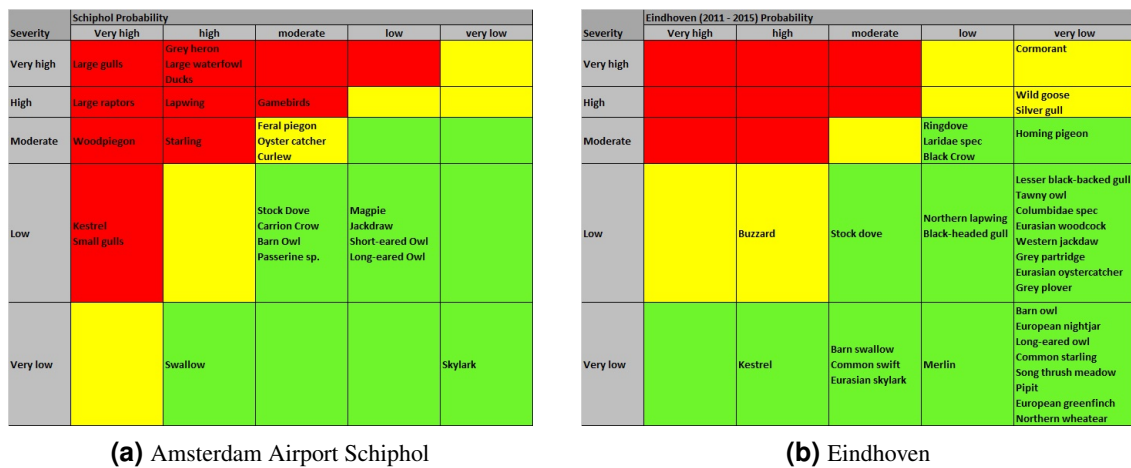 Schiphol Probability
Severity Very high high moderate low very low
Very high
Large gulls
Grey heron
Large waterfowl
Ducks
High Large raptors Lapwing Gamebirds
Moderate Woodpiegon Starling
Feral piegon
Oyster catcher
Curlew
Low
Kestrel
Small gulls
Stock Dove
Carrion Crow
Barn Owl
Passerine sp.
Magpie
Jackdraw
Short-eared Owl
Long-eared Owl
Very low Swallow Skylark
(a) Amsterdam Airport Schiphol
Eindhoven (2011 - 2015) Probability
Severity Very high high moderate low very low
Very high
Cormorant
High
Wild goose
Silver gull
Moderate
Ringdove
Laridae spec
Black Crow
Homing pigeon
Low Buzzard Stock dove
Northern lapwing
Black-headed gull
Lesser black-backed gull
Tawny owl
Columbidae spec
Eurasian woodcock
Western jackdaw
Grey partridge
Eurasian oystercatcher
Grey plover
Very low Kestrel
Barn swallow
Common swift
Eurasian skylark
Merlin
Barn owl
European nightjar
Long-eared owl
Common starling
Song thrush meadow
Pipit
European greenfinch
Northern wheatear
(b) Eindhoven